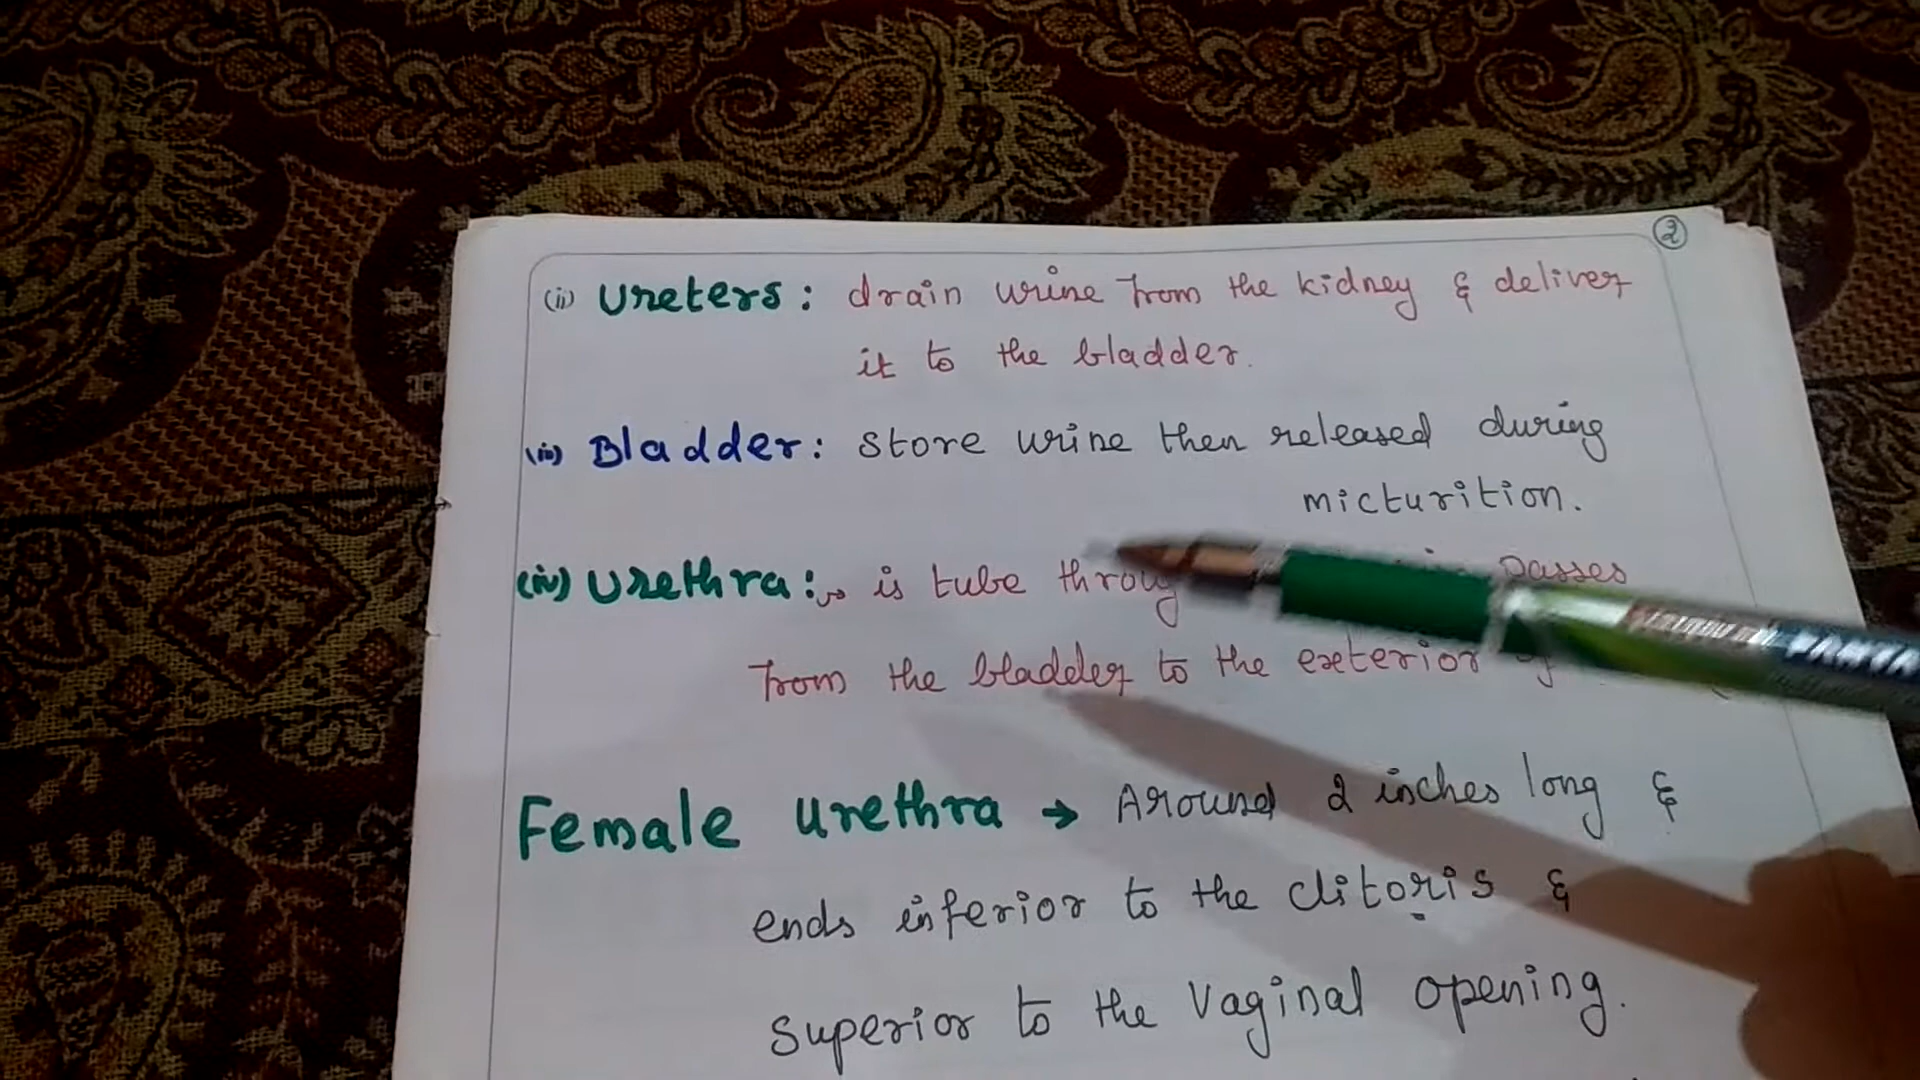 2
(ii) Ureters: drain urine from the kidney & deliver
it to the bladder.
(iii) Bladder: store urine then released during
micturition.
(iv) Urethra: → is tube passes
from the bladder to the exterior
Female urethra → Around 2 inches long &
ends inferior to the clitoris &
superior to the vaginal opening.